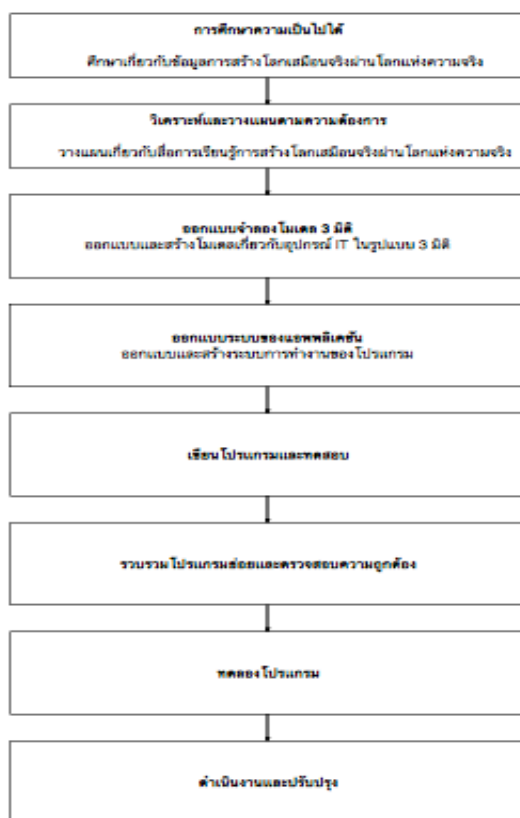 การศึกษาความเป็นไปได้
ศึกษาเกี่ยวกับข้อมูลการสร้างโลกเสมือนจริงผ่านโลกแห่งความจริง
วิเคราะห์และวางแผนตามความต้องการ
วางแผนเกี่ยวกับสื่อการเรียนรู้การสร้างโลกเสมือนจริงผ่านโลกแห่งความจริง
ออกแบบจำลองโมเดล 3 มิติ
ออกแบบและสร้างโมเดลเกี่ยวกับอุปกรณ์ IT ในรูปแบบ 3 มิติ
ออกแบบระบบของแอพพลิเคชั่น
ออกแบบและสร้างระบบการทำงานของโปรแกรม
เขียนโปรแกรมและทดสอบ
รวบรวมโปรแกรมย่อยและตรวจสอบความถูกต้อง
ทดลองโปรแกรม
ดำเนินงานและปรับปรุง